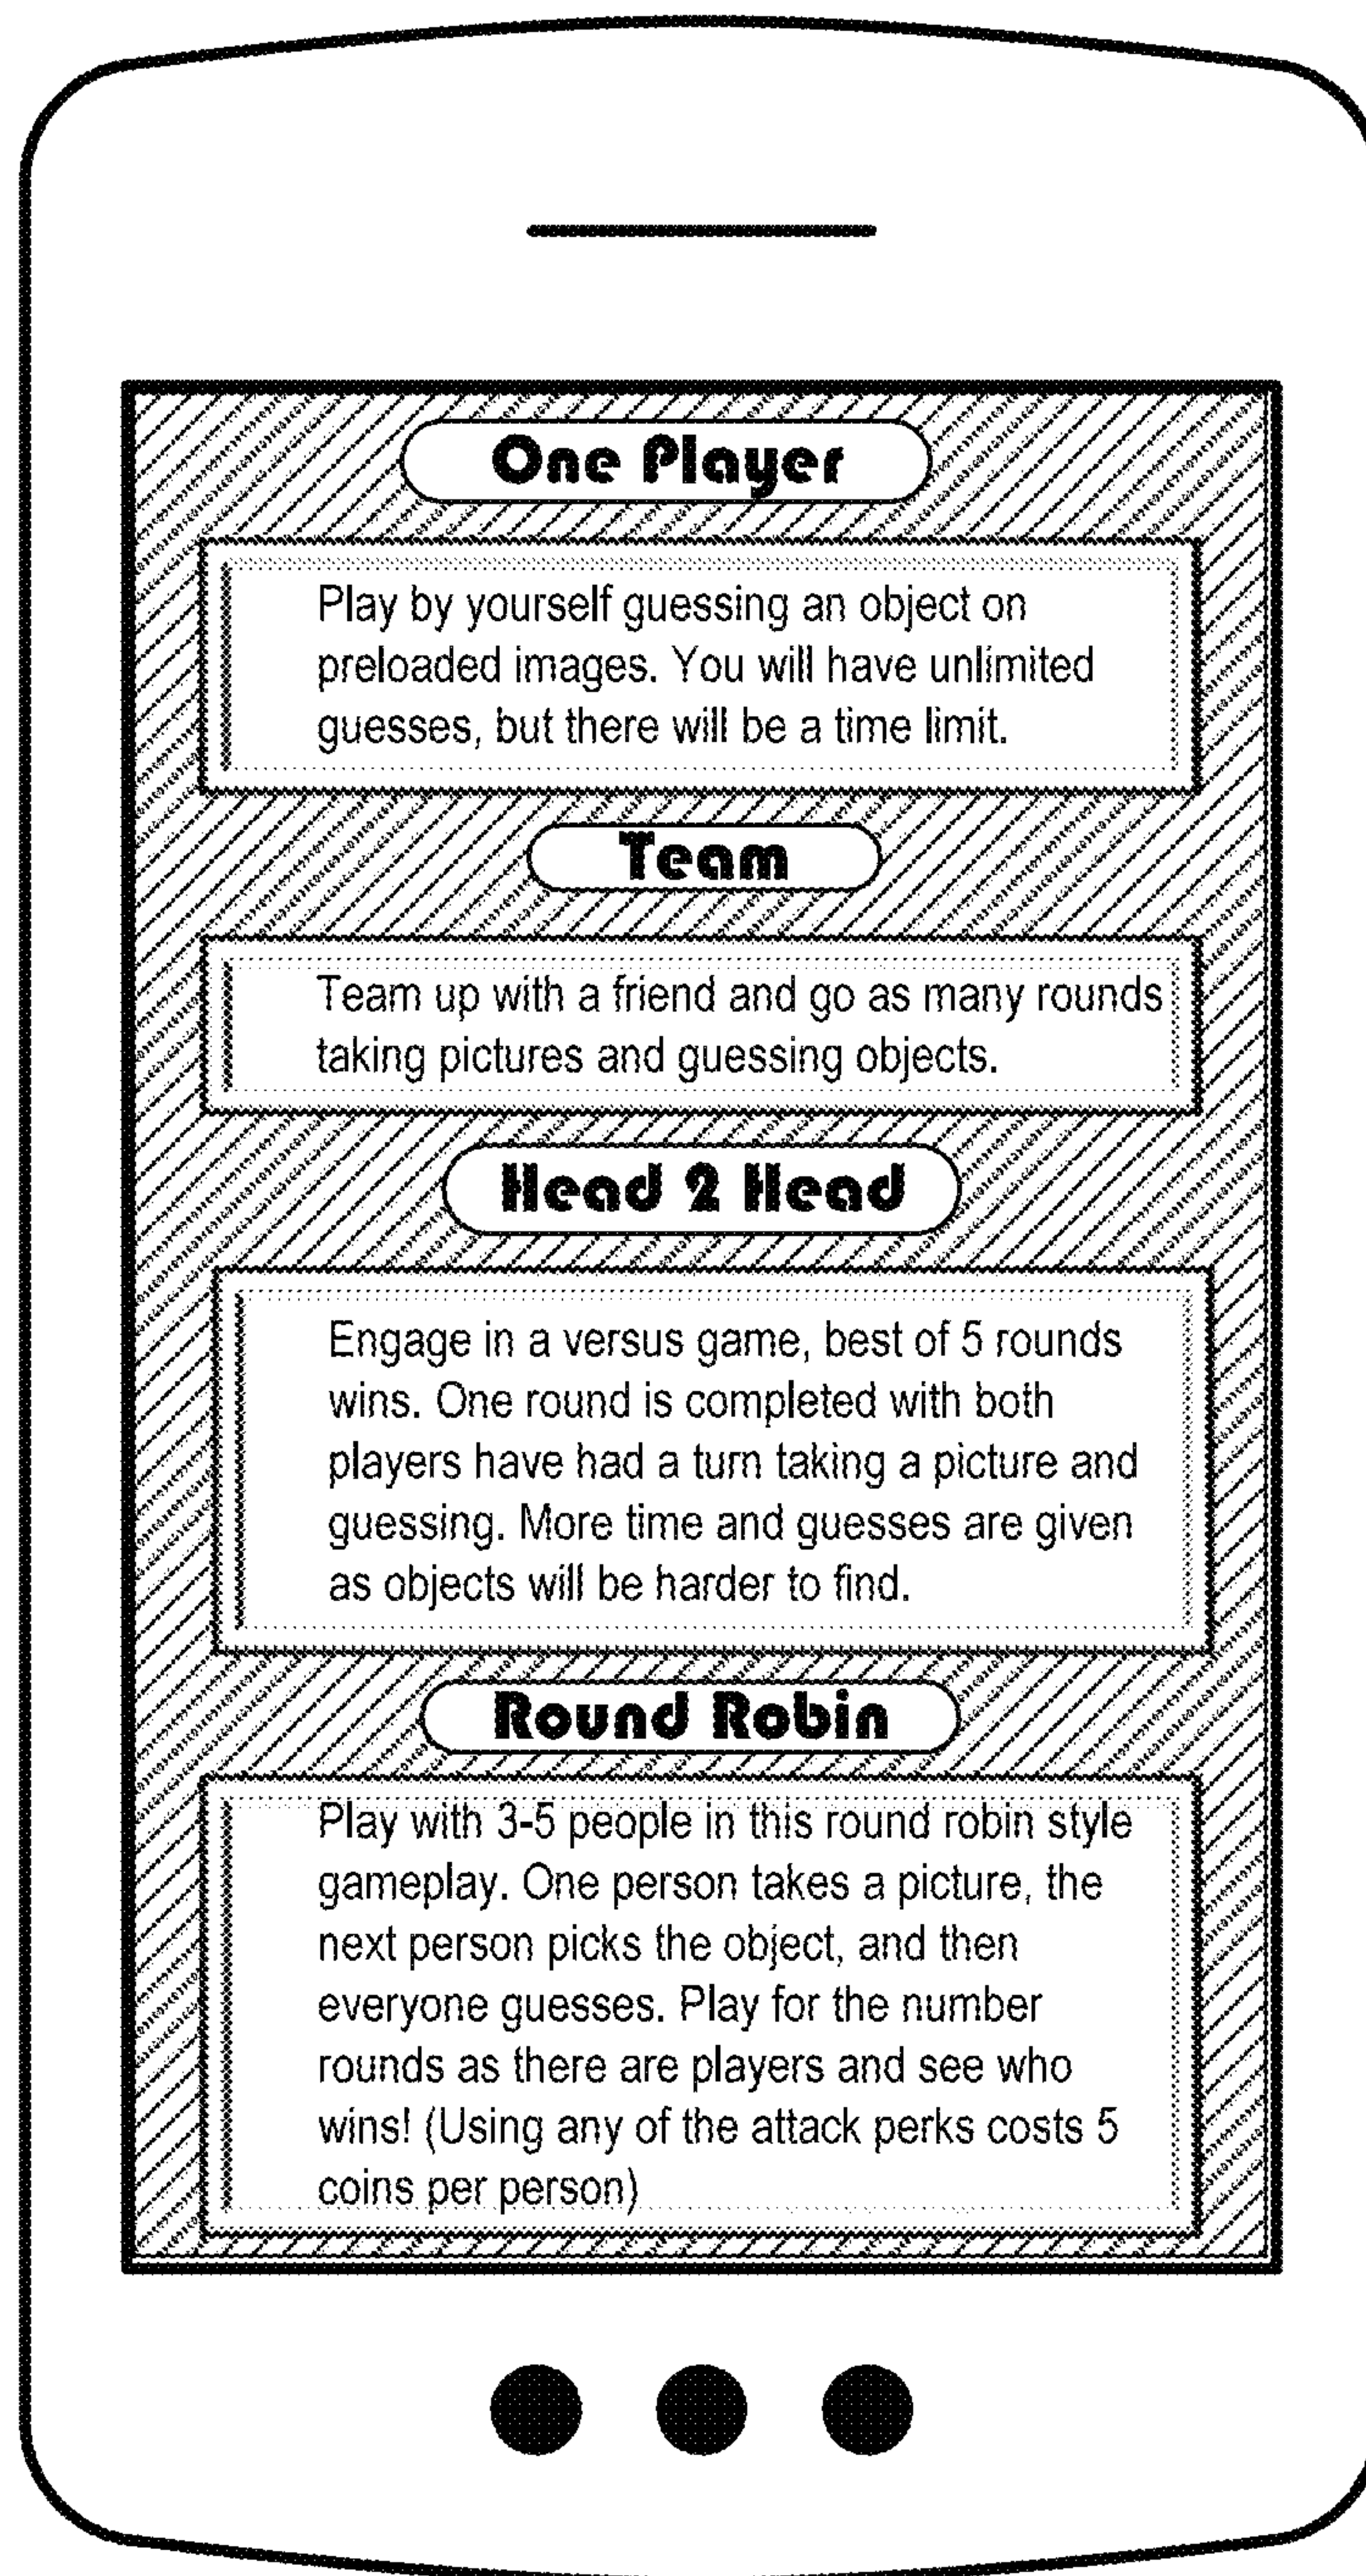 One Player
Play by yourself guessing an object on
preloaded images. You will have unlimited
guesses, but there will be a time limit.
Team
Team up with a friend and go as many rounds
taking pictures and guessing objects.
Head 2 Head
Engage in a versus game, best of 5 rounds
wins. One round is completed with both
players have had a turn taking a picture and
guessing. More time and guesses are given
as objects will be harder to find.
Round Robin
Play with 3-5 people in this round robin style
gameplay. One person takes a picture, the
next person picks the object, and then
everyone guesses. Play for the number
rounds as there are players and see who
wins! (Using any of the attack perks costs 5
coins per person)